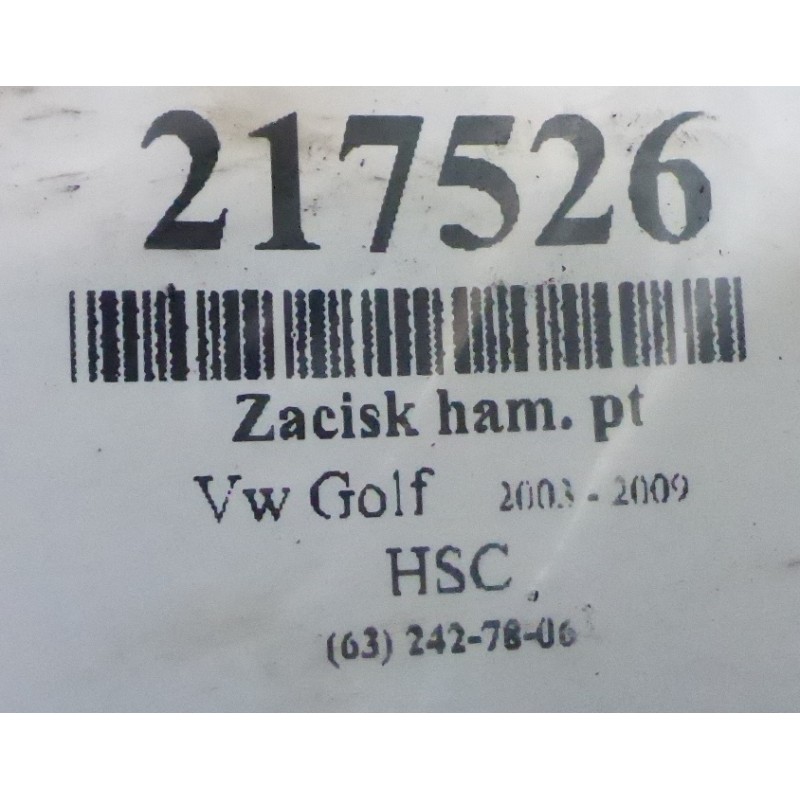 217526
Zacisk ham. pt
Vw Golf 2003 - 2009
HSC
(63) 242-78-06